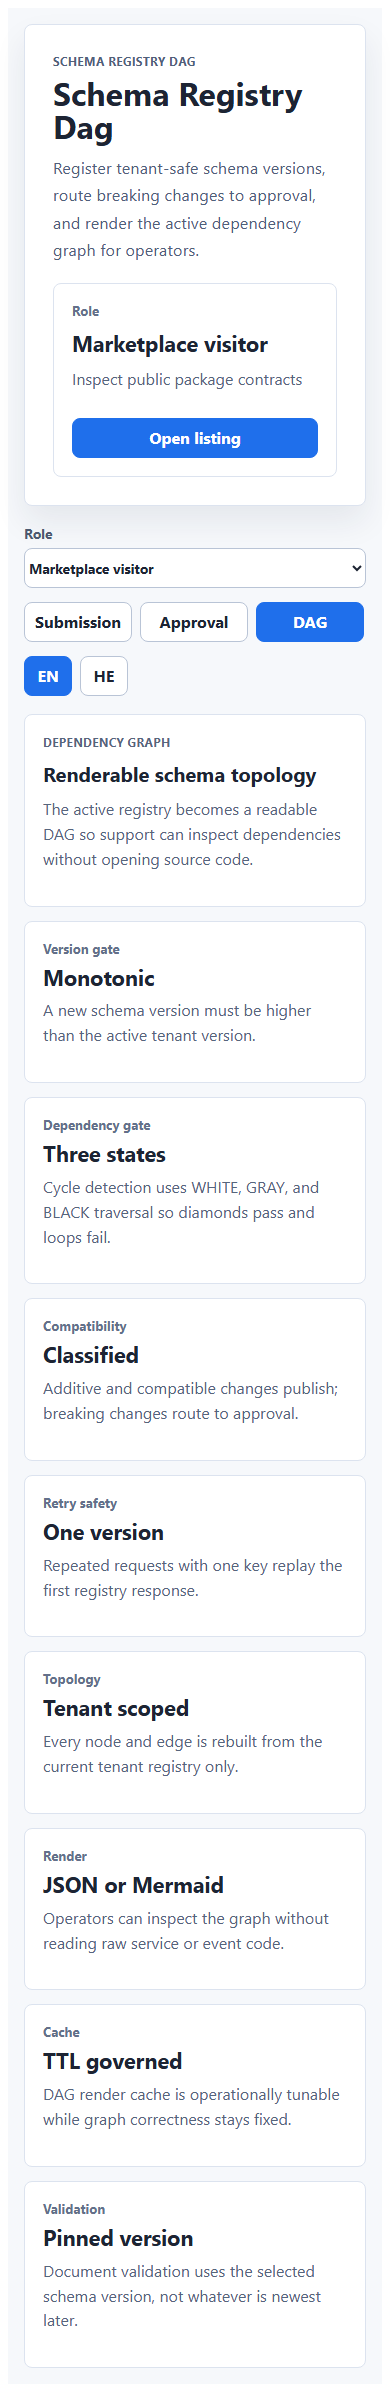 SCHEMA REGISTRY DAG
Schema Registry
Dag
Register tenant-safe schema versions,
route breaking changes to approval,
and render the active dependency
graph for operators.
Role
Marketplace visitor
Inspect public package contracts
Open listing
Role
Marketplace visitor
Submission Approval DAG
EN HE
DEPENDENCY GRAPH
Renderable schema topology
The active registry becomes a readable
DAG so support can inspect dependencies
without opening source code.
Version gate
Monotonic
A new schema version must be higher
than the active tenant version.
Dependency gate
Three states
Cycle detection uses WHITE, GRAY, and
BLACK traversal so diamonds pass and
loops fail.
Compatibility
Classified
Additive and compatible changes publish;
breaking changes route to approval.
Retry safety
One version
Repeated requests with one key replay the
first registry response.
Topology
Tenant scoped
Every node and edge is rebuilt from the
current tenant registry only.
Render
JSON or Mermaid
Operators can inspect the graph without
reading raw service or event code.
Cache
TTL governed
DAG render cache is operationally tunable
while graph correctness stays fixed.
Validation
Pinned version
Document validation uses the selected
schema version, not whatever is newest
later.